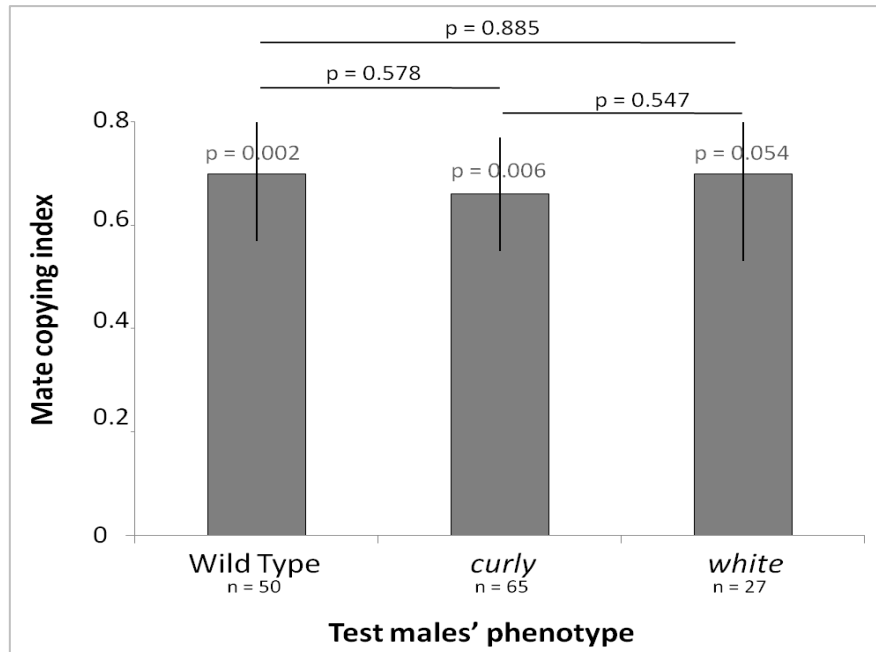 p = 0.885
p = 0.578
p = 0.547
0.8
p = 0.002
p = 0.006
p = 0.054
0.6
0.4
0.2
0
Mate copying index
Wild Type
curly
white
n = 50
n = 65
n = 27
Test males’ phenotype